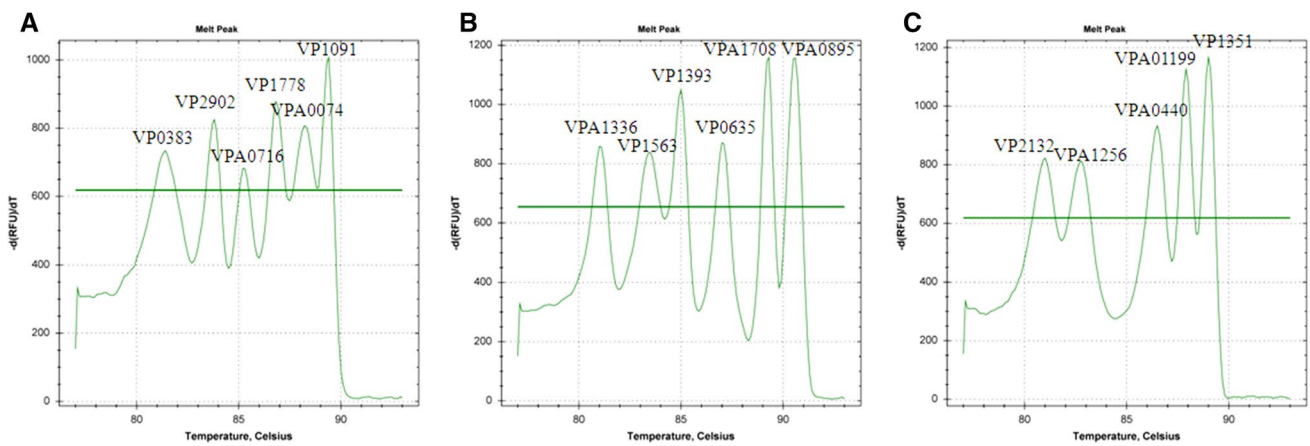 A
Melt Peak
1000
800
600
400
200
0
-d(RFU)/dT
80 85 90
Temperature, Celsius
VP0383
VP2902
VPA0716
VP1778
VPA0074
VP1091
B
Melt Peak
1200
1000
800
600
400
200
0
-d(RFU)/dT
80 85 90
Temperature, Celsius
VPA1336
VP1563
VP1393
VP0635
VPA1708
VPA0895
C
Melt Peak
1200
1000
800
600
400
200
0
-d(RFU)/dT
80 85 90
Temperature, Celsius
VP2132
VPA1256
VPA0440
VPA01199
VP1351